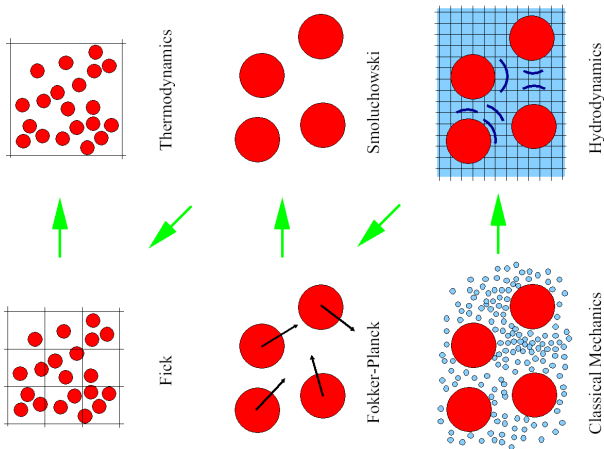 Thermodynamics
Smoluchowski
Hydrodynamics
Fick
Fokker-Planck
Classical Mechanics